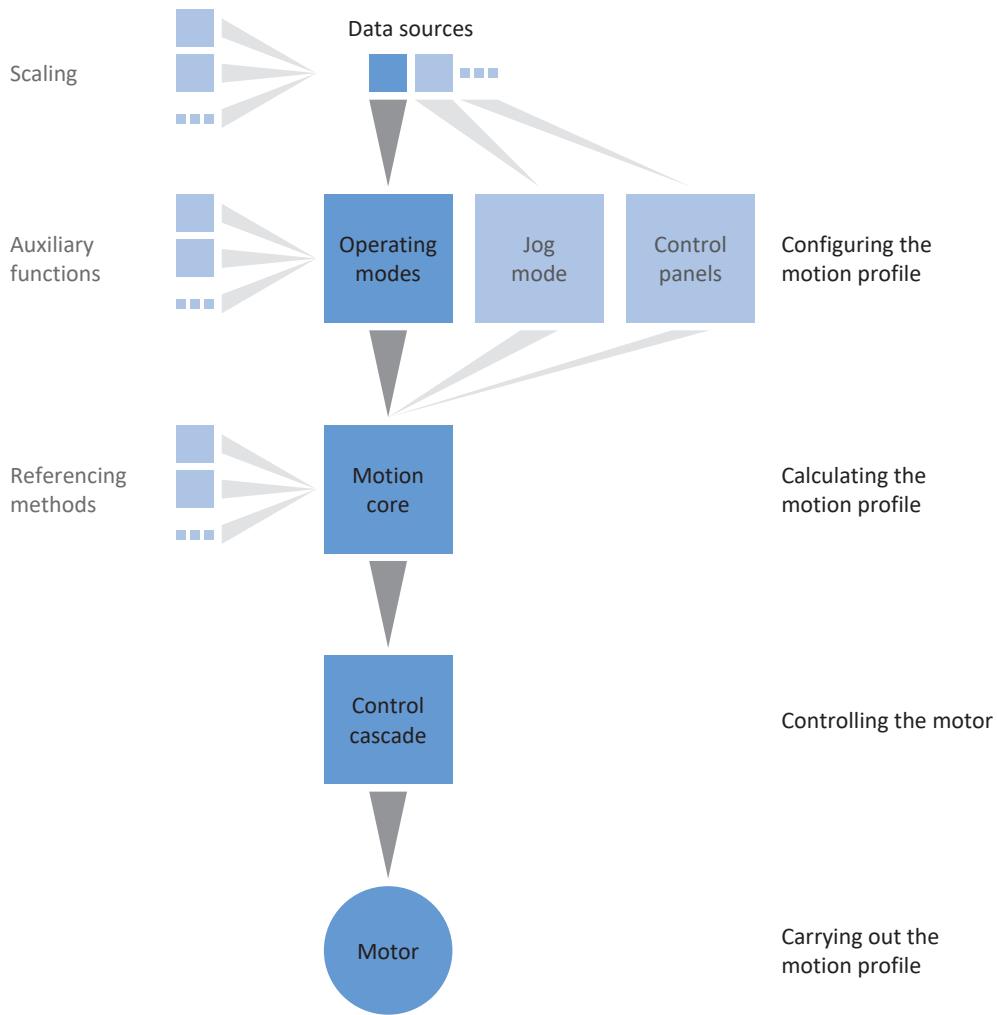 Data sources
Scaling
Auxiliary
functions
Operating
modes
Jog
mode
Control
panels
Configuring the
motion profile
Referencing
methods
Motion
core
Calculating the
motion profile
Control
cascade
Controlling the motor
Motor
Carrying out the
motion profile